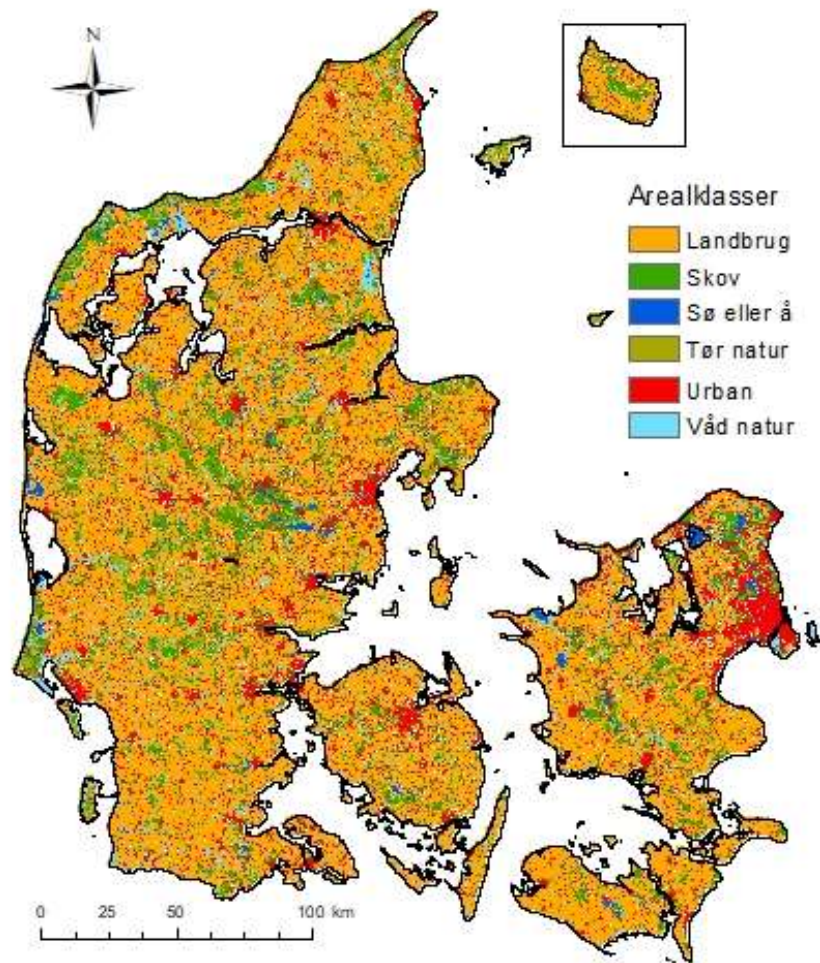 N
Arealklasser
Landbrug
Skov
Sø eller å
Tør natur
Urban
Våd natur
0 25 50 100 km